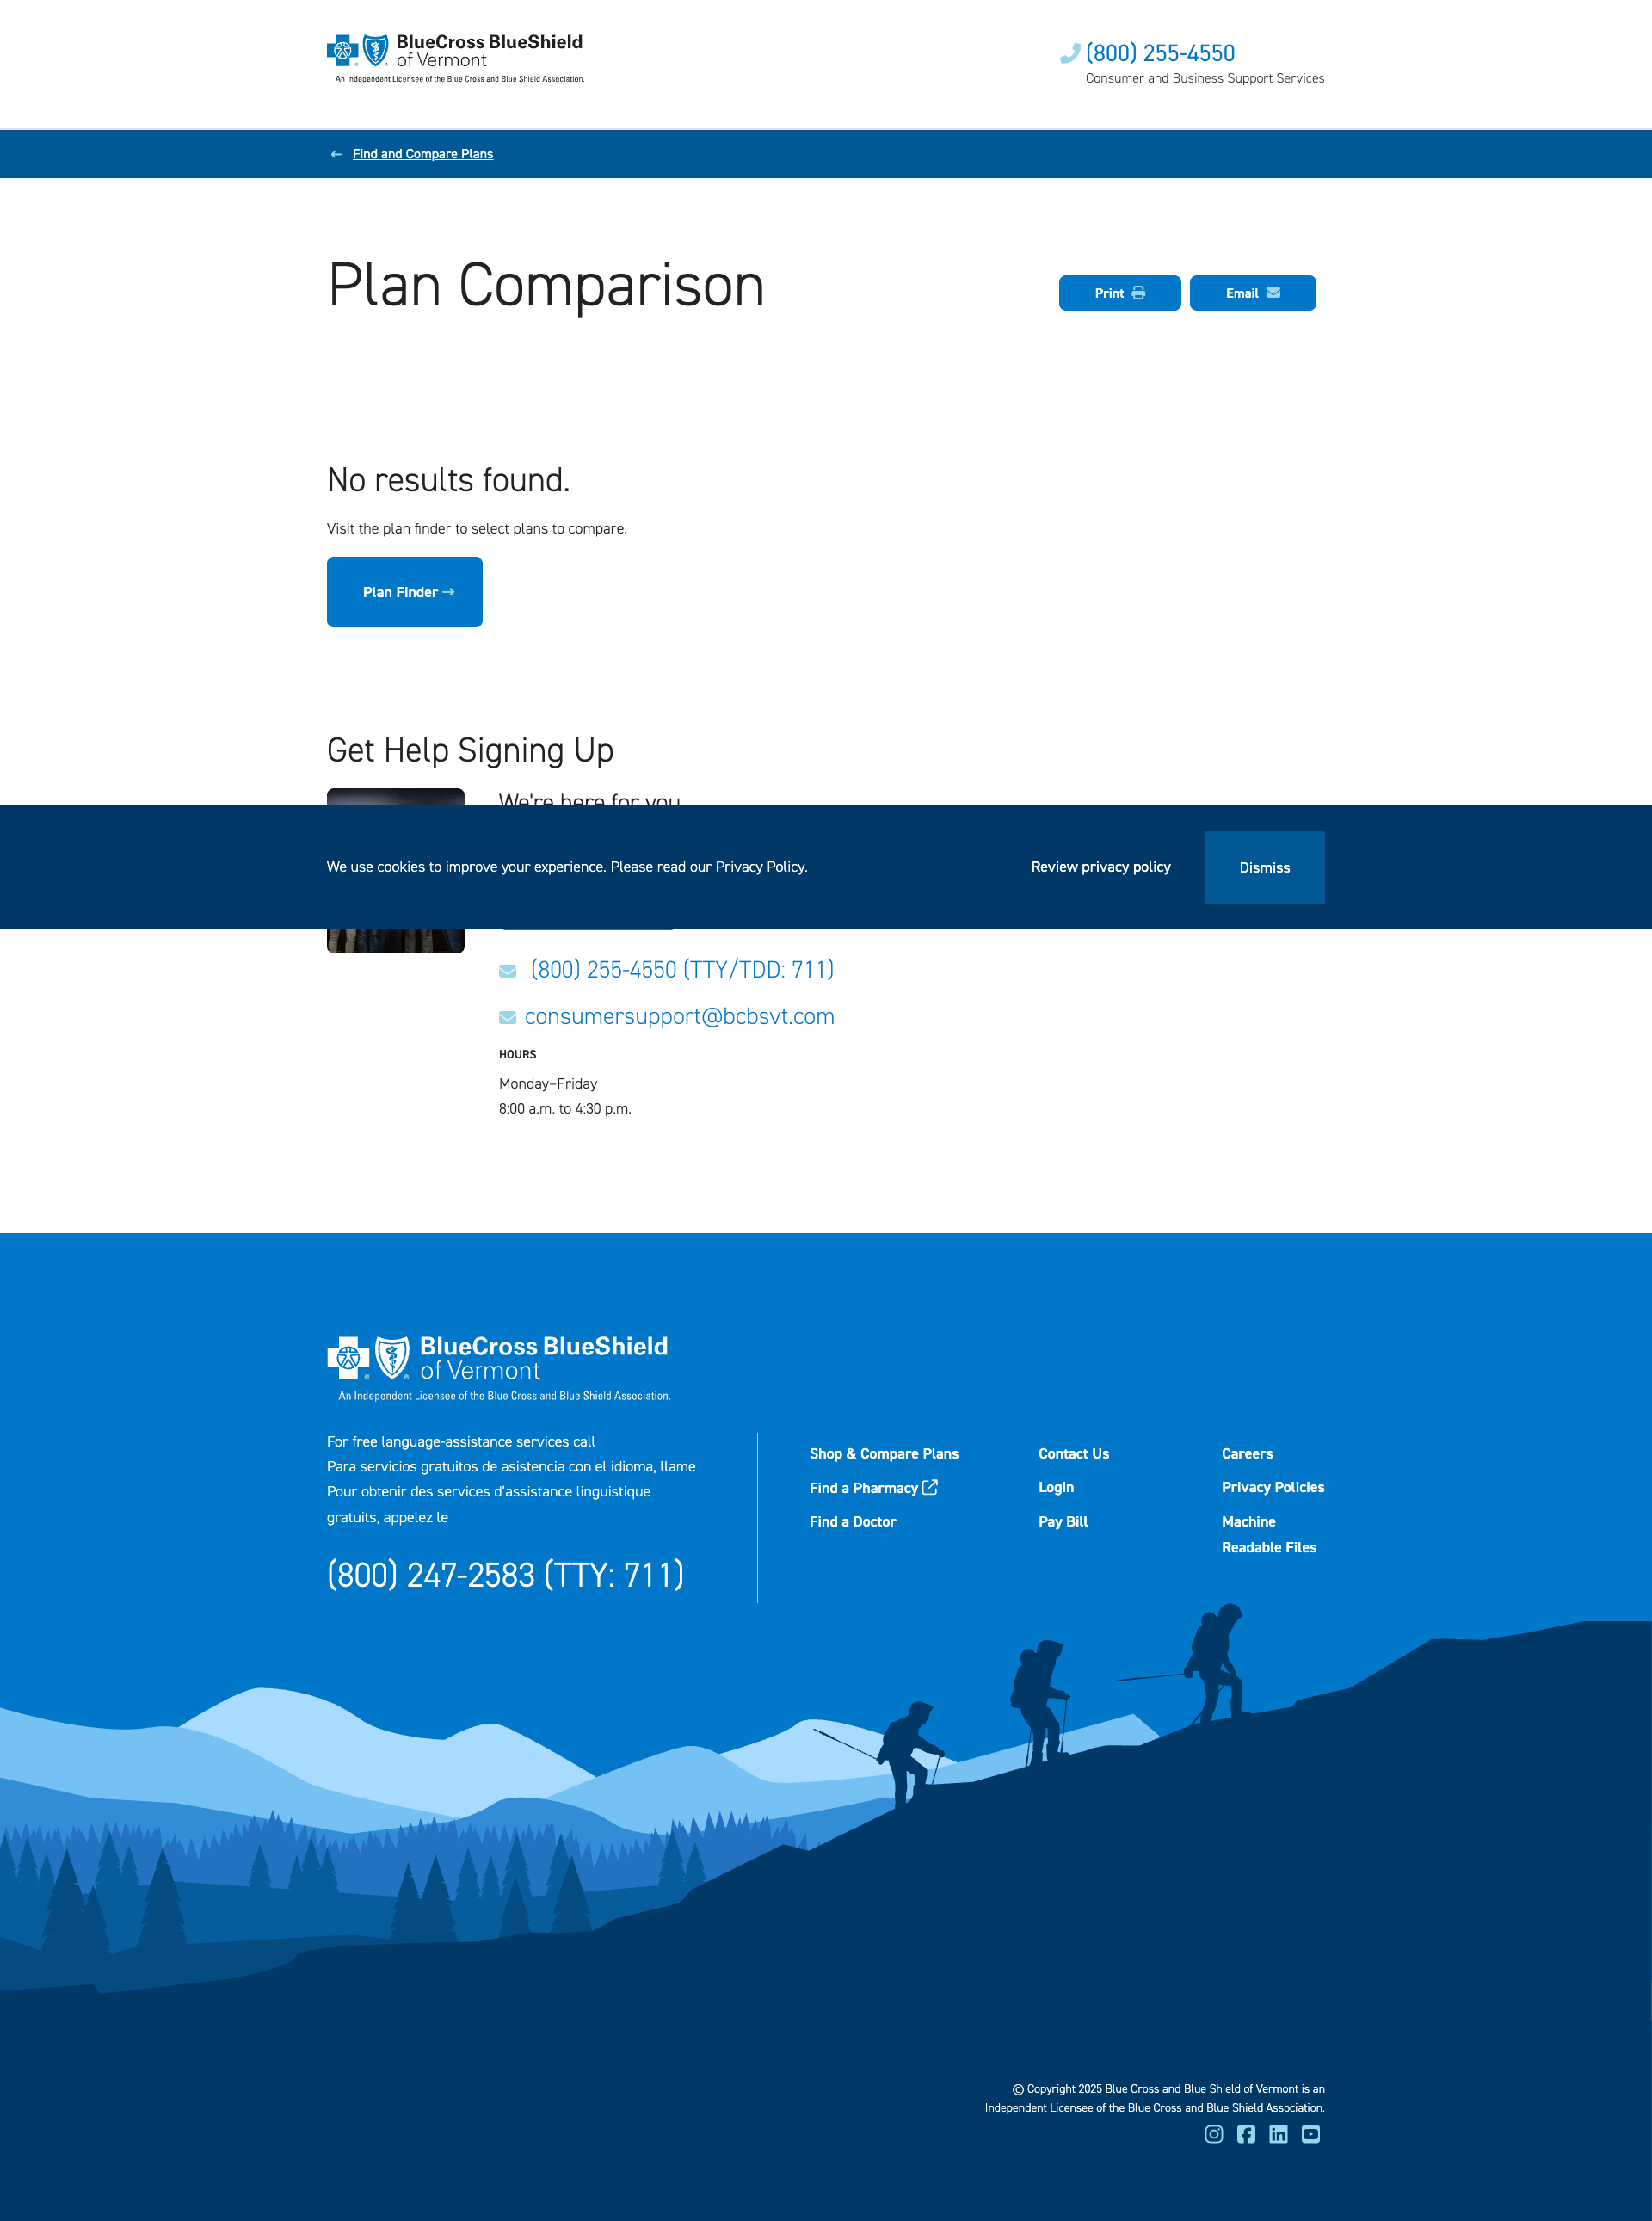 BlueCross BlueShield
of Vermont
An Independent Licensee of the Blue Cross and Blue Shield Association.
(800) 255-4550
Consumer and Business Support Services
Find and Compare Plans
Plan Comparison
Print
Email
No results found.
Visit the plan finder to select plans to compare.
Plan Finder →
Get Help Signing Up
We're here for you
We use cookies to improve your experience. Please read our Privacy Policy.
Review privacy policy
Dismiss
(800) 255-4550 (TTY/TDD: 711)
consumersupport@bcbsvt.com
HOURS
Monday–Friday
8:00 a.m. to 4:30 p.m.
BlueCross BlueShield
of Vermont
An Independent Licensee of the Blue Cross and Blue Shield Association.
For free language-assistance services call
Para servicios gratuitos de asistencia con el idioma, llame
Pour obtenir des services d'assistance linguistique
gratuits, appelez le
(800) 247-2583 (TTY: 711)
Shop & Compare Plans
Find a Pharmacy
Find a Doctor
Contact Us
Login
Pay Bill
Careers
Privacy Policies
Machine
Readable Files
© Copyright 2025 Blue Cross and Blue Shield of Vermont is an
Independent Licensee of the Blue Cross and Blue Shield Association.